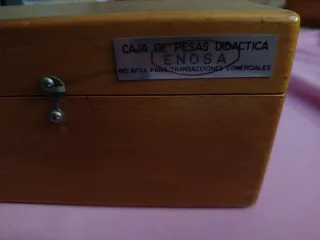 CAJA DE PESAS DIDACTICA
ENOSA
NO APTA PARA TRANSACCIONES COMERCIALES